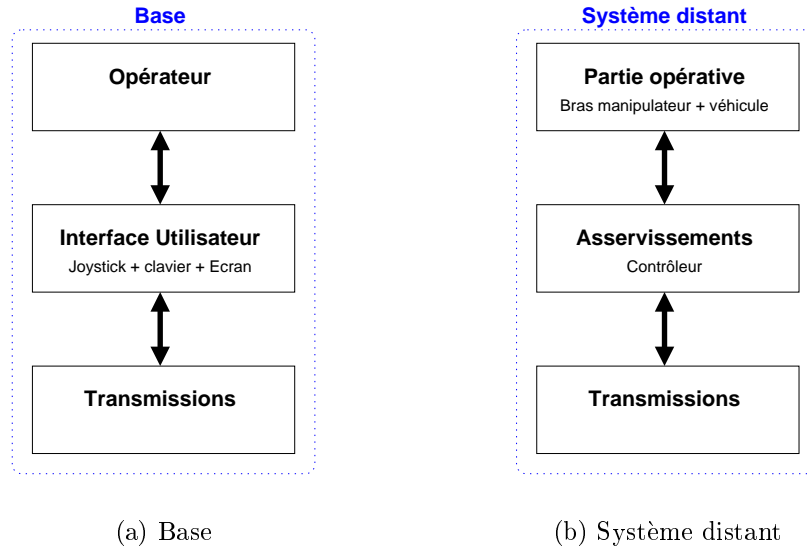 Base
Opérateur
Interface Utilisateur
Joystick + clavier + Ecran
Transmissions
(a) Base
Système distant
Partie opérative
Bras manipulateur + véhicule
Asservissements
Contrôleur
Transmissions
(b) Système distant